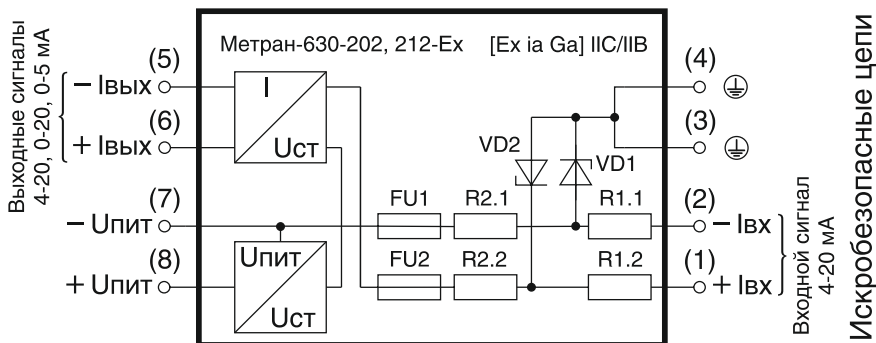 Выходные сигналы
4-20, 0-20, 0-5 мА
Метран-630-202, 212-Ex [Ex ia Ga] IIC/IIB
(5)
− Iвых
(6)
+ Iвых
I
Uст
(4)
(3)
VD2
VD1
(7)
− Uпит
FU1
R2.1
R1.1
(2)
− Iвх
(8)
+ Uпит
Uпит
Uст
FU2
R2.2
R1.2
(1)
+ Iвх
Входной сигнал
4-20 мА
Искробезопасные цепи